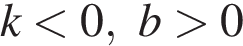 k < 0, b > 0